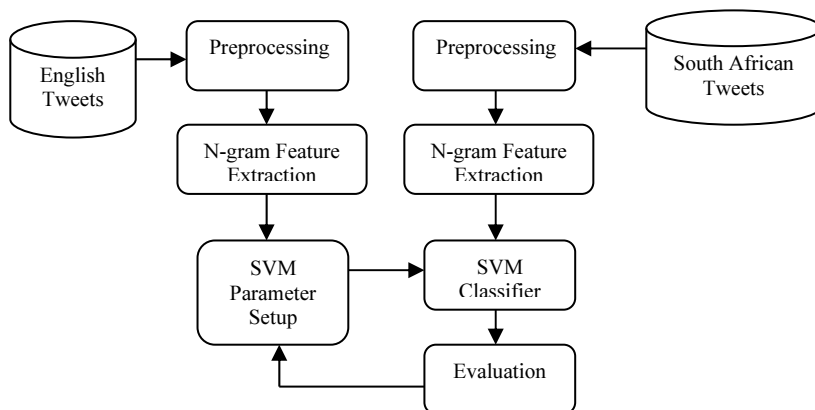 English
Tweets
Preprocessing
Preprocessing
South African
Tweets
N-gram Feature
Extraction
N-gram Feature
Extraction
SVM
Parameter
Setup
SVM
Classifier
Evaluation